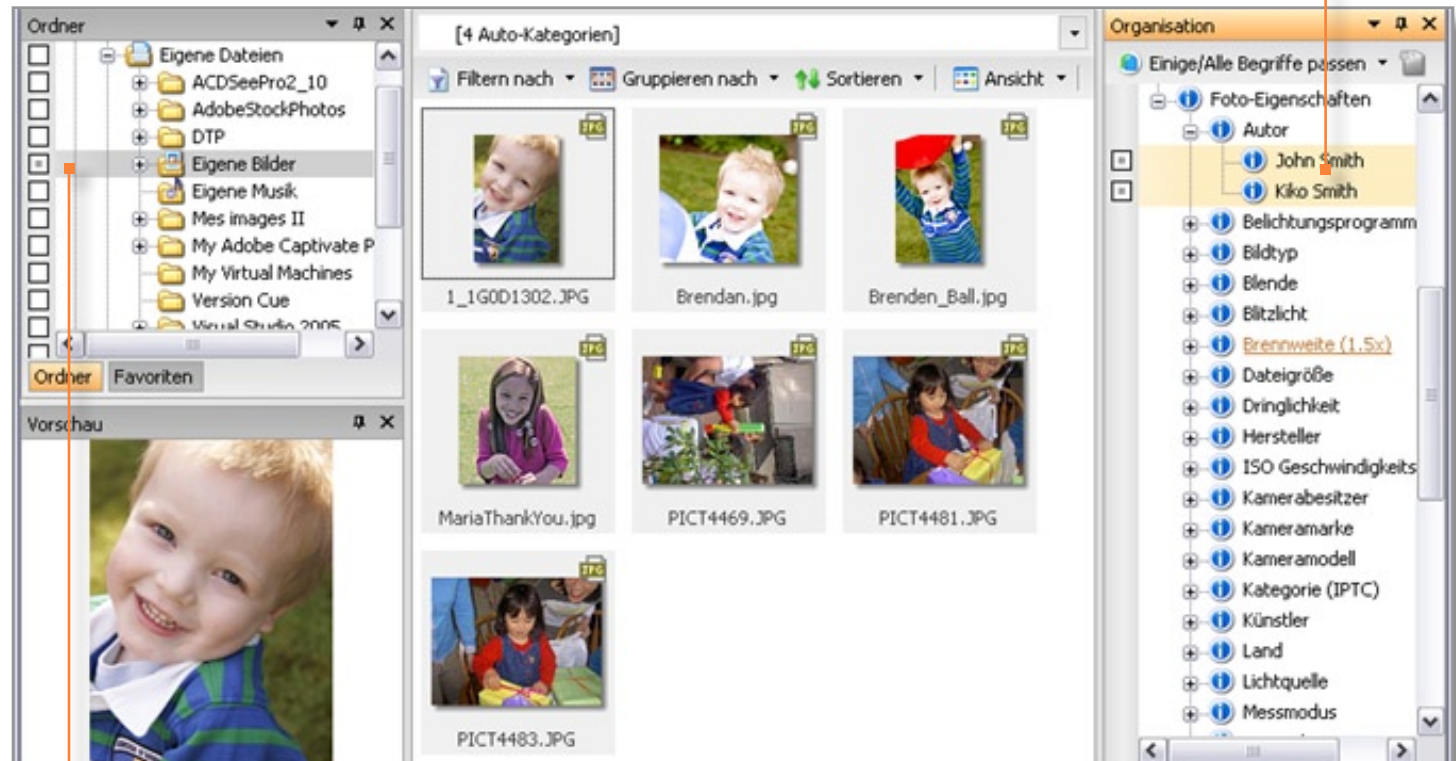 Ordner
Eigene Dateien
ACDSeePro2_10
AdobeStockPhotos
DTP
Eigene Bilder
Eigene Musik
Mes images II
My Adobe Captivate P
My Virtual Machines
Version Cue
Visual Studio 2005
Ordner Favoriten
Vorschau
[4 Auto-Kategorien]
Filtern nach Gruppieren nach Sortieren Ansicht
JPG JPG JPG
1_1G0D1302.JPG Brendan.jpg Brenden_Ball.jpg
JPG JPG JPG
MariaThankYou.jpg PICT4469.JPG PICT4481.JPG
JPG
PICT4483.JPG
Organisation
Einige/Alle Begriffe passen
Foto-Eigenschaften
Autor
John Smith
Kiko Smith
Belichtungsprogramm
Bildtyp
Blende
Blitzlicht
Brennweite (1.5x)
Dateigröße
Dringlichkeit
Hersteller
ISO Geschwindigkeits
Kamerabesitzer
Kameramarke
Kameramodell
Kategorie (IPTC)
Künstler
Land
Lichtquelle
Messmodus